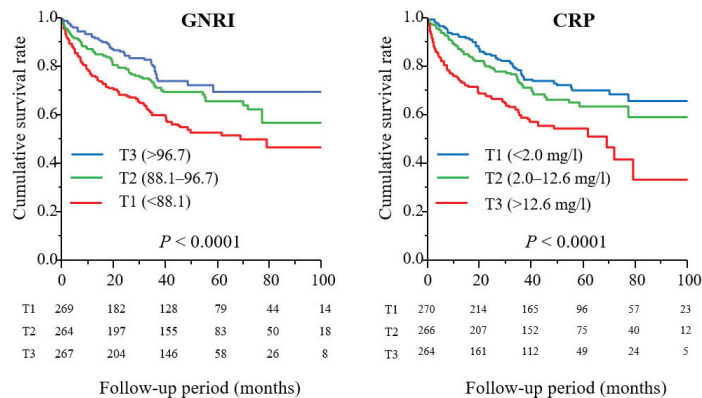 GNRI
Cumulative survival rate
1.0
0.8
0.6
0.4
0.2
0.0
T3 (>96.7)
T2 (88.1–96.7)
T1 (<88.1)
P < 0.0001
0 20 40 60 80 100
T1 269 182 128 79 44 14
T2 264 197 155 83 50 18
T3 267 204 146 58 26 8
Follow-up period (months)
CRP
Cumulative survival rate
1.0
0.8
0.6
0.4
0.2
0.0
T1 (<2.0 mg/l)
T2 (2.0–12.6 mg/l)
T3 (>12.6 mg/l)
P < 0.0001
0 20 40 60 80 100
T1 270 214 165 96 57 23
T2 266 207 152 75 40 12
T3 264 161 112 49 24 5
Follow-up period (months)